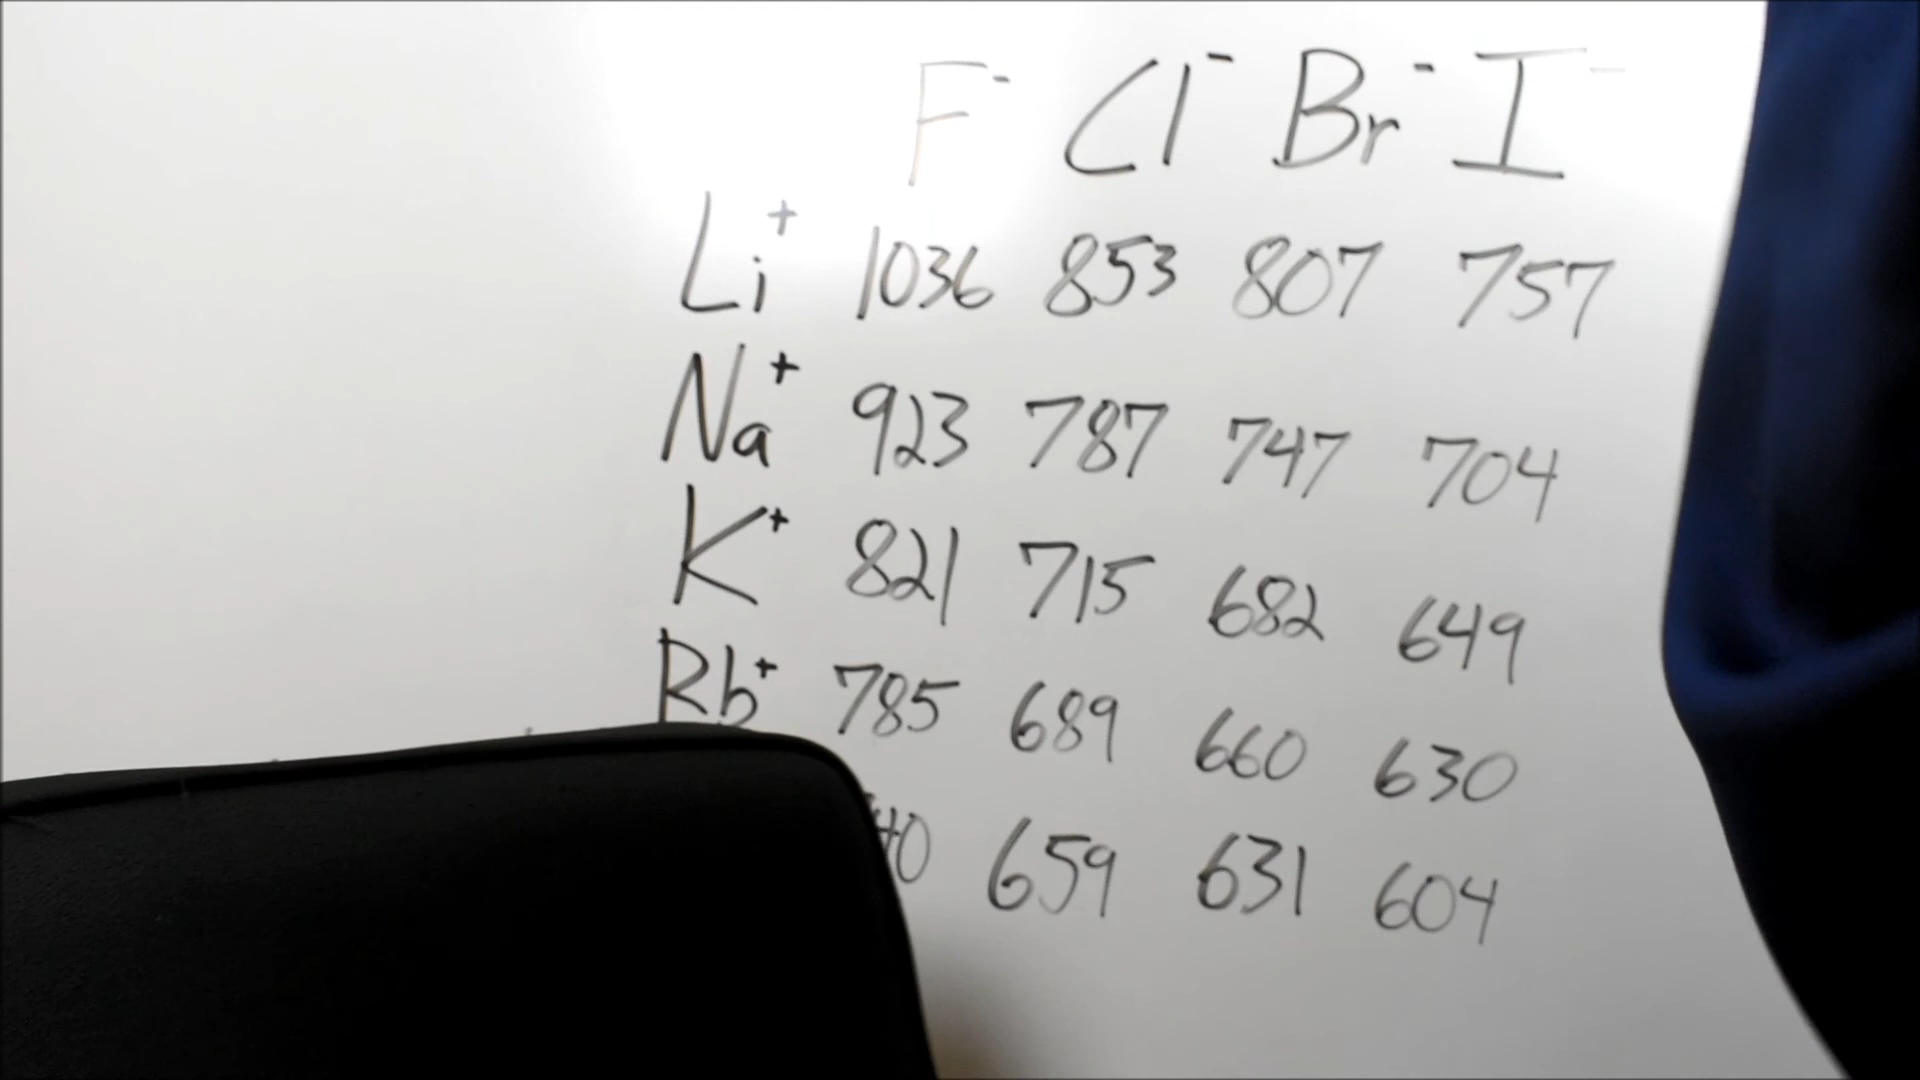 F⁻ Cl⁻ Br⁻ I⁻
Li⁺ 1036 853 807 757
Na⁺ 923 787 747 704
K⁺ 821 715 682 649
Rb⁺ 785 689 660 630
659 631 604